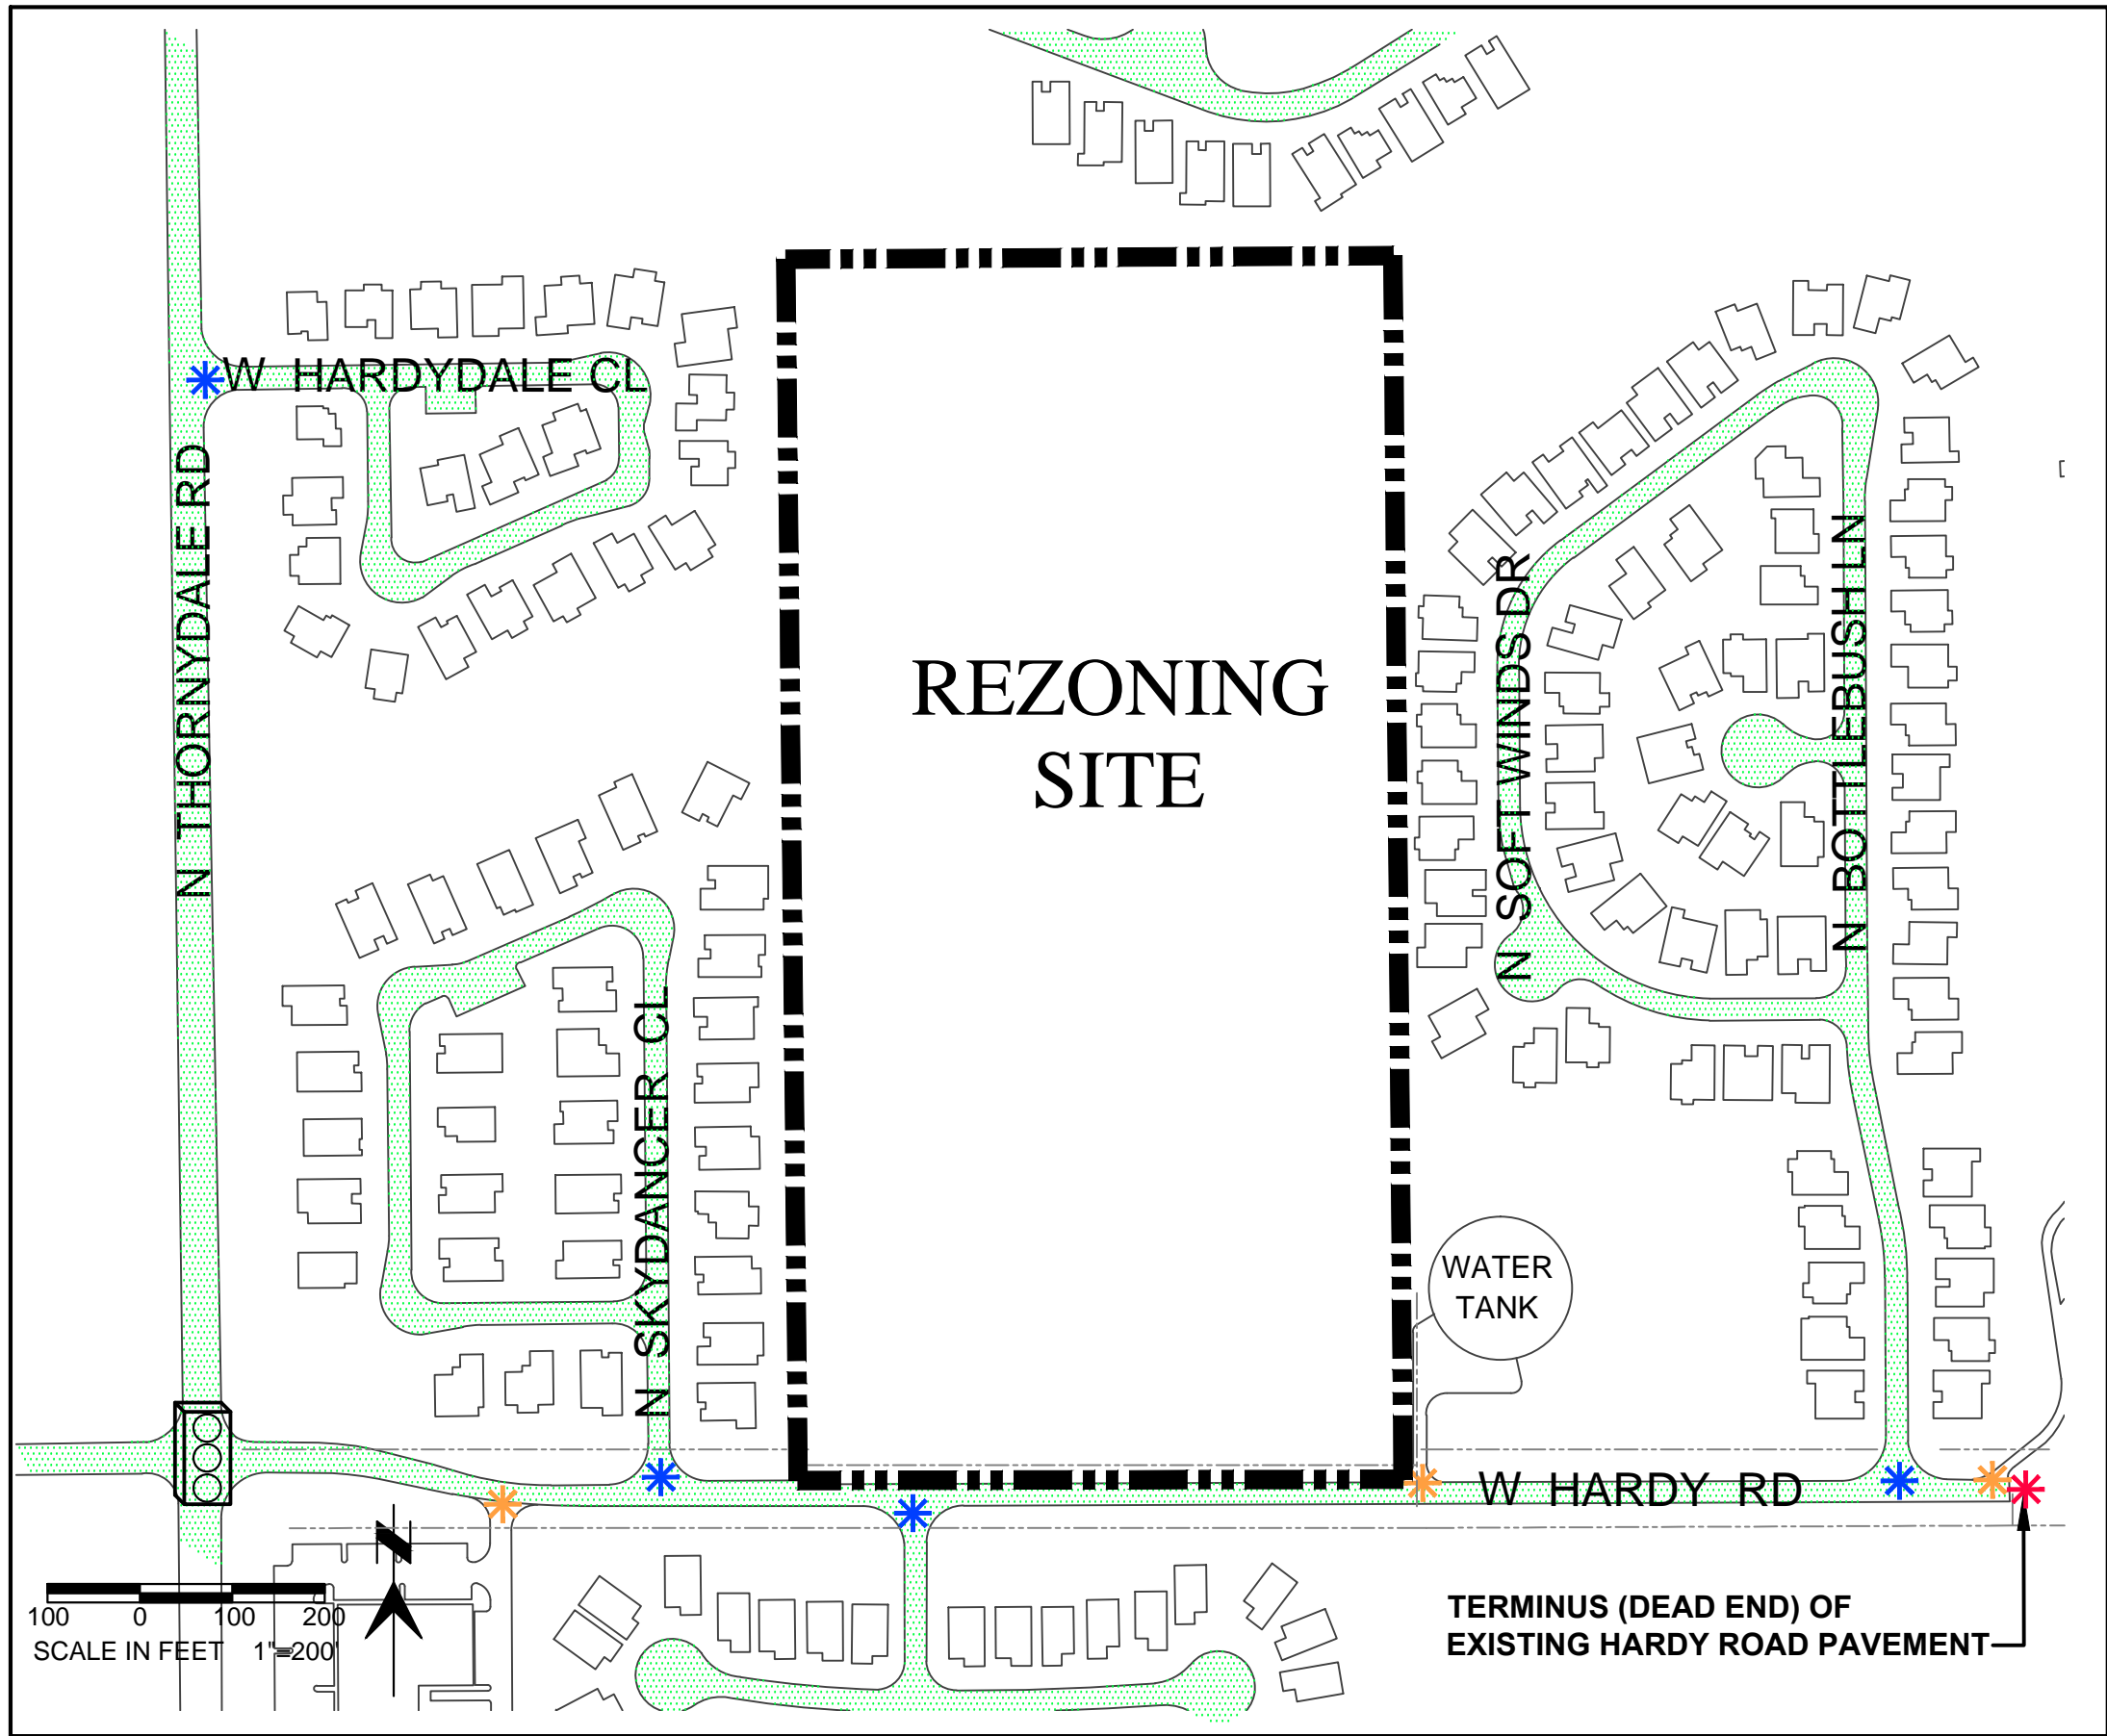 W HARDYDALE CL
N THORNYDALE RD
REZONING
SITE
N SOFT WINDS DR
N BOTTLEBUSH LN
N SKYDANCER CL
WATER
TANK
W HARDY RD
N
100 0 100 200
SCALE IN FEET 1"=200'
TERMINUS (DEAD END) OF
EXISTING HARDY ROAD PAVEMENT